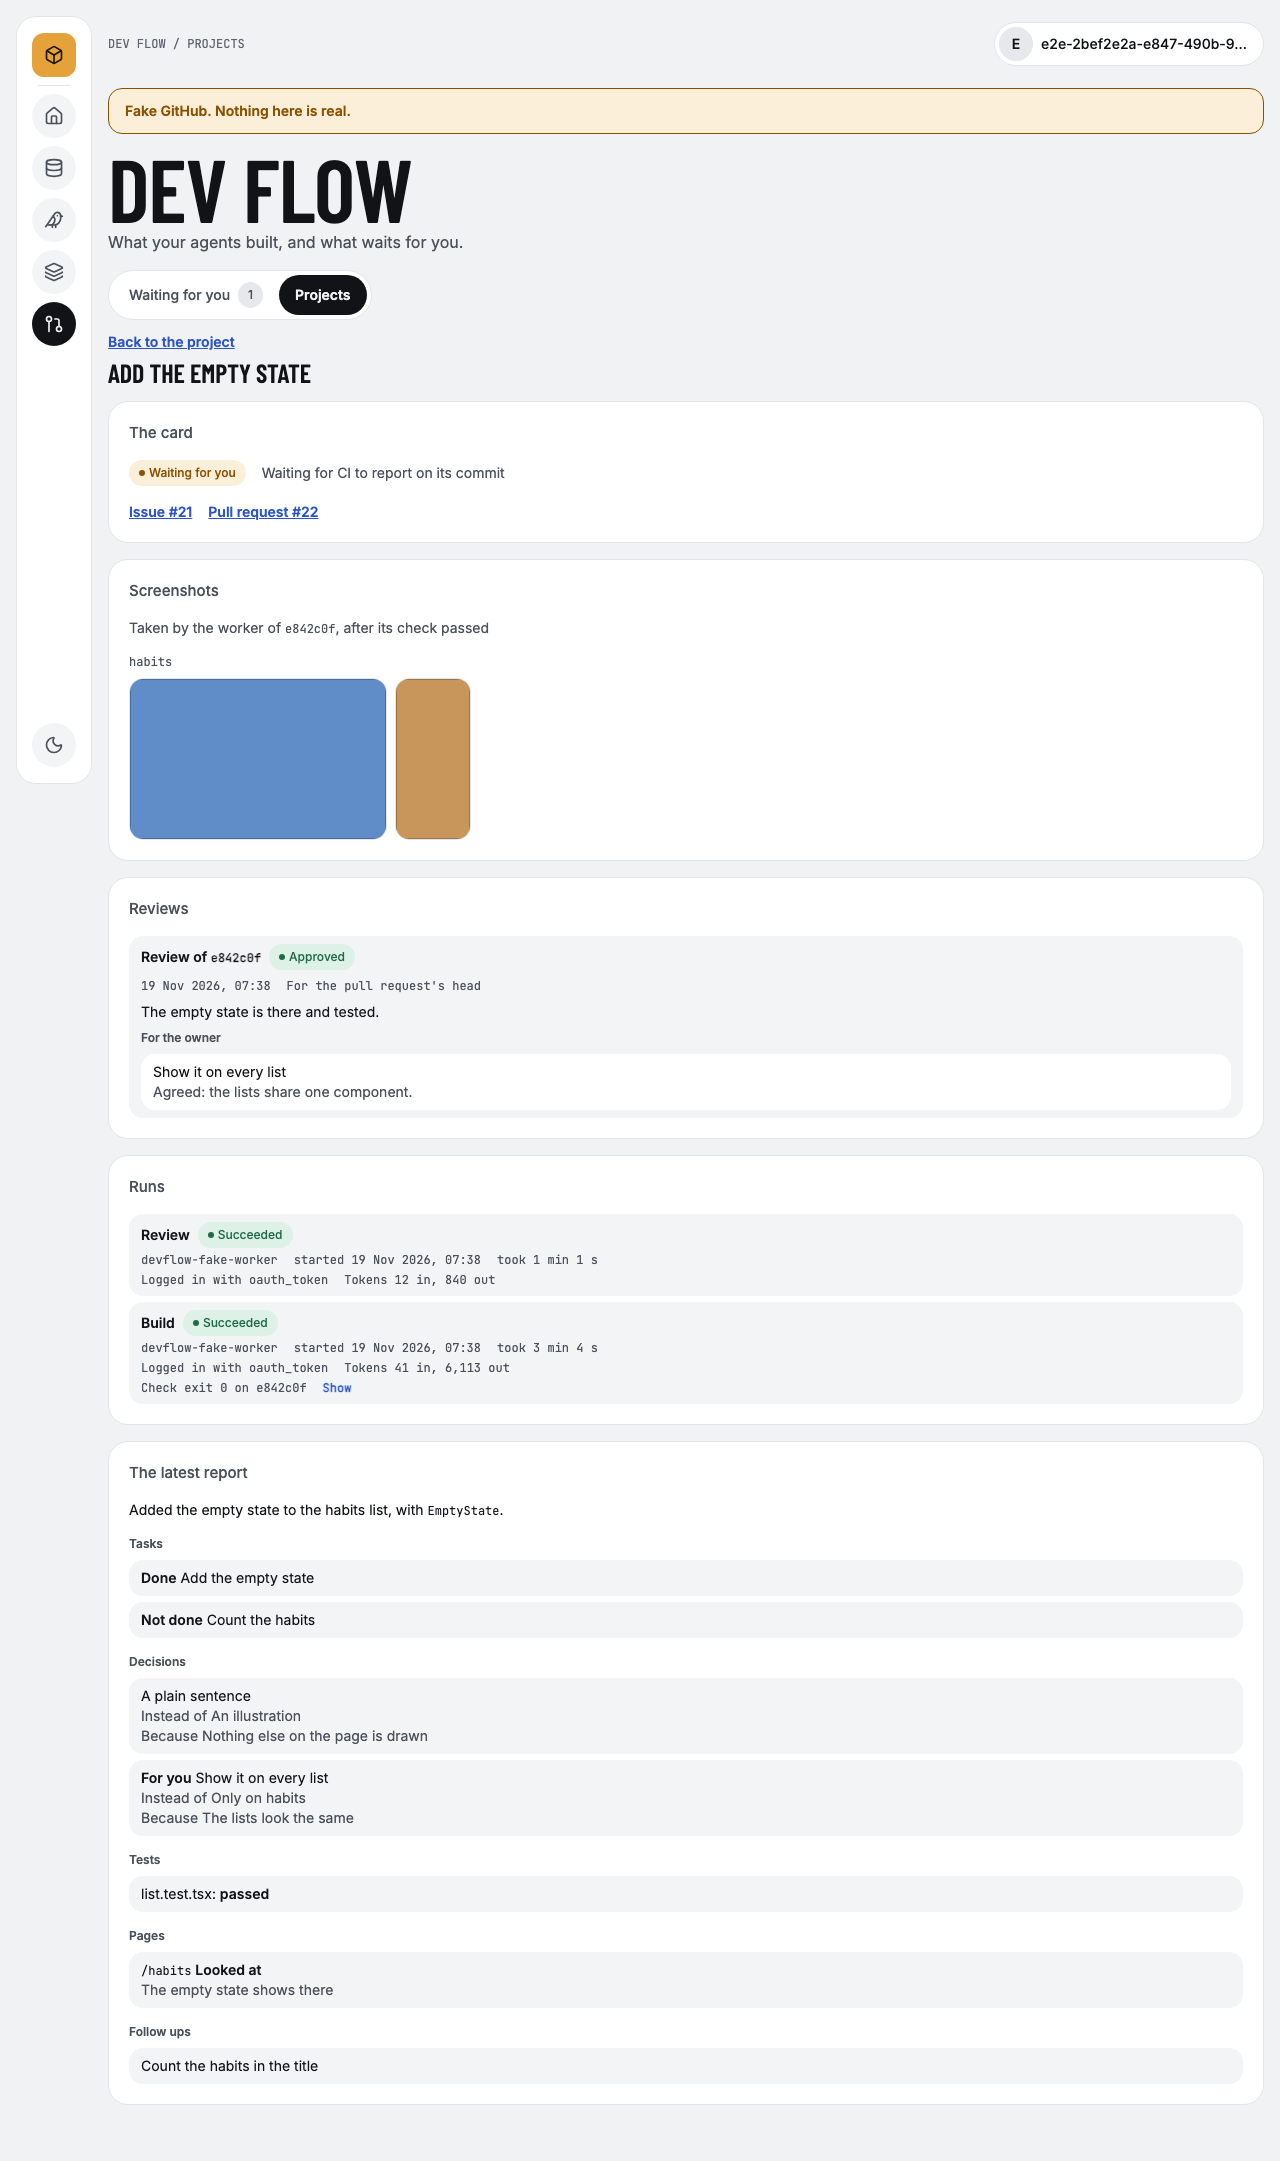 DEV FLOW / PROJECTS
E
e2e-2bef2e2a-e847-490b-9...
Fake GitHub. Nothing here is real.
DEV FLOW
What your agents built, and what waits for you.
Waiting for you 1
Projects
Back to the project
ADD THE EMPTY STATE
The card
Waiting for you
Waiting for CI to report on its commit
Issue #21 Pull request #22
Screenshots
Taken by the worker of e842c0f, after its check passed
habits
Reviews
Review of e842c0f Approved
19 Nov 2026, 07:38 For the pull request's head
The empty state is there and tested.
For the owner
Show it on every list
Agreed: the lists share one component.
Runs
Review Succeeded
devflow-fake-worker started 19 Nov 2026, 07:38 took 1 min 1 s
Logged in with oauth_token Tokens 12 in, 840 out
Build Succeeded
devflow-fake-worker started 19 Nov 2026, 07:38 took 3 min 4 s
Logged in with oauth_token Tokens 41 in, 6,113 out
Check exit 0 on e842c0f Show
The latest report
Added the empty state to the habits list, with EmptyState.
Tasks
Done Add the empty state
Not done Count the habits
Decisions
A plain sentence
Instead of An illustration
Because Nothing else on the page is drawn
For you Show it on every list
Instead of Only on habits
Because The lists look the same
Tests
list.test.tsx: passed
Pages
/habits Looked at
The empty state shows there
Follow ups
Count the habits in the title